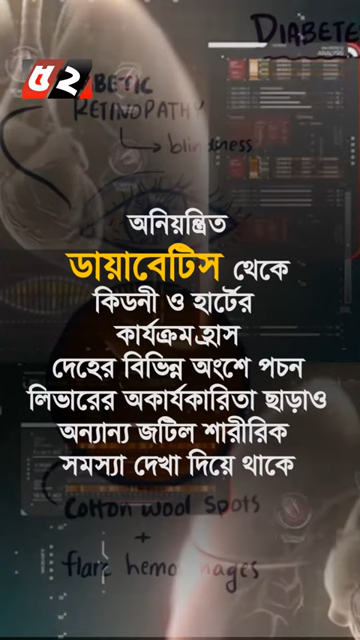 DIABETE
৫২
BETIC
RETINOPATHY
blindness
অনিয়ন্ত্রিত
ডায়াবেটিস থেকে
কিডনী ও হার্টের
কার্যক্রম হ্রাস
দেহের বিভিন্ন অংশে পচন
লিভারের অকার্যকারিতা ছাড়াও
অন্যান্য জটিল শারীরিক
সমস্যা দেখা দিয়ে থাকে
Cotton Wool Spots
+
flare hemo ages